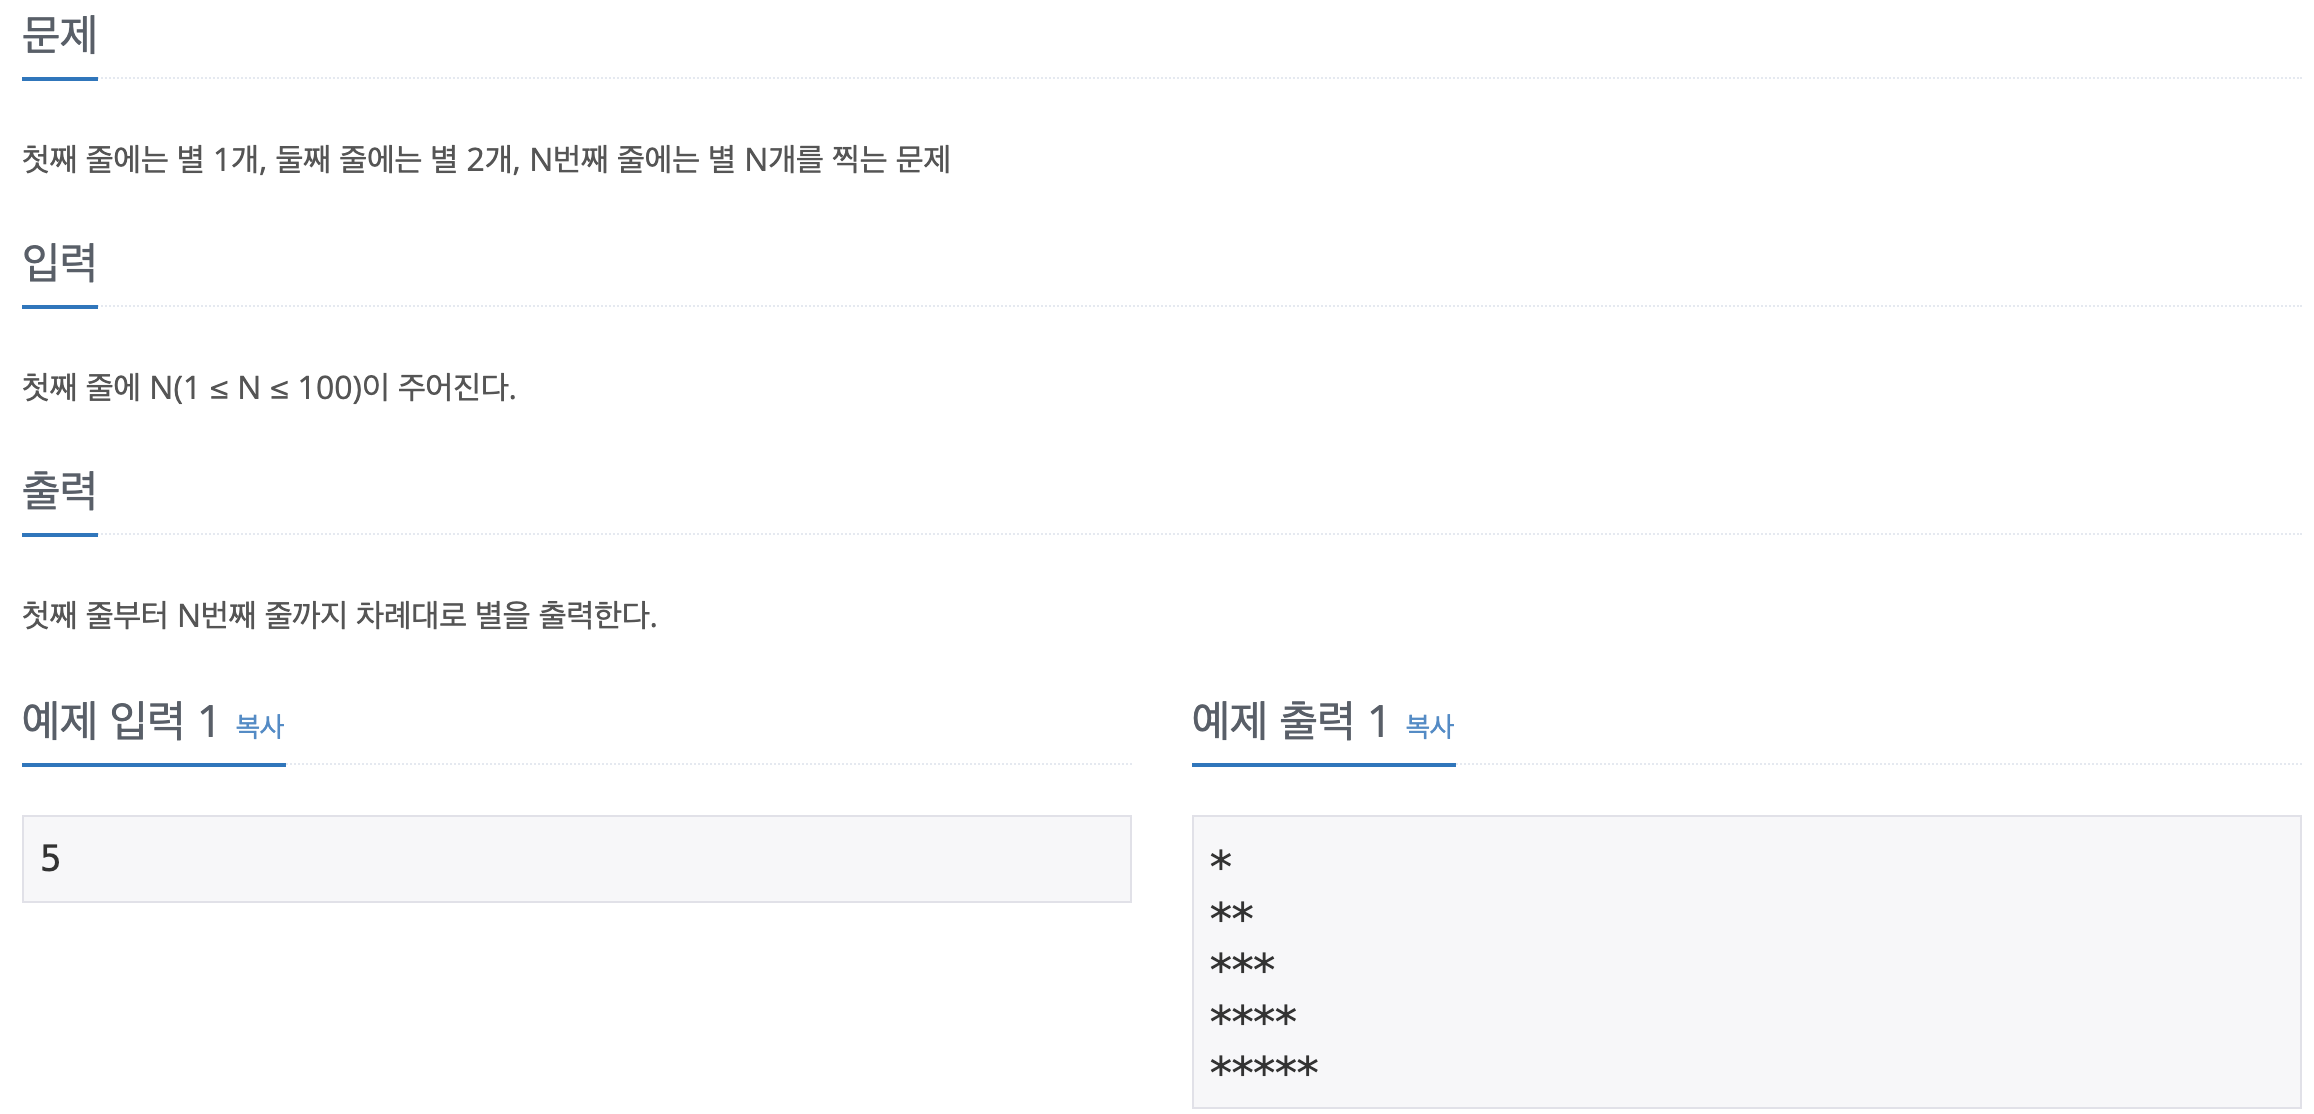 문제
첫째 줄에는 별 1개, 둘째 줄에는 별 2개, N번째 줄에는 별 N개를 찍는 문제
입력
첫째 줄에 N(1 ≤ N ≤ 100)이 주어진다.
출력
첫째 줄부터 N번째 줄까지 차례대로 별을 출력한다.
예제 입력 1 복사
5
예제 출력 1 복사
*
**
***
****
*****